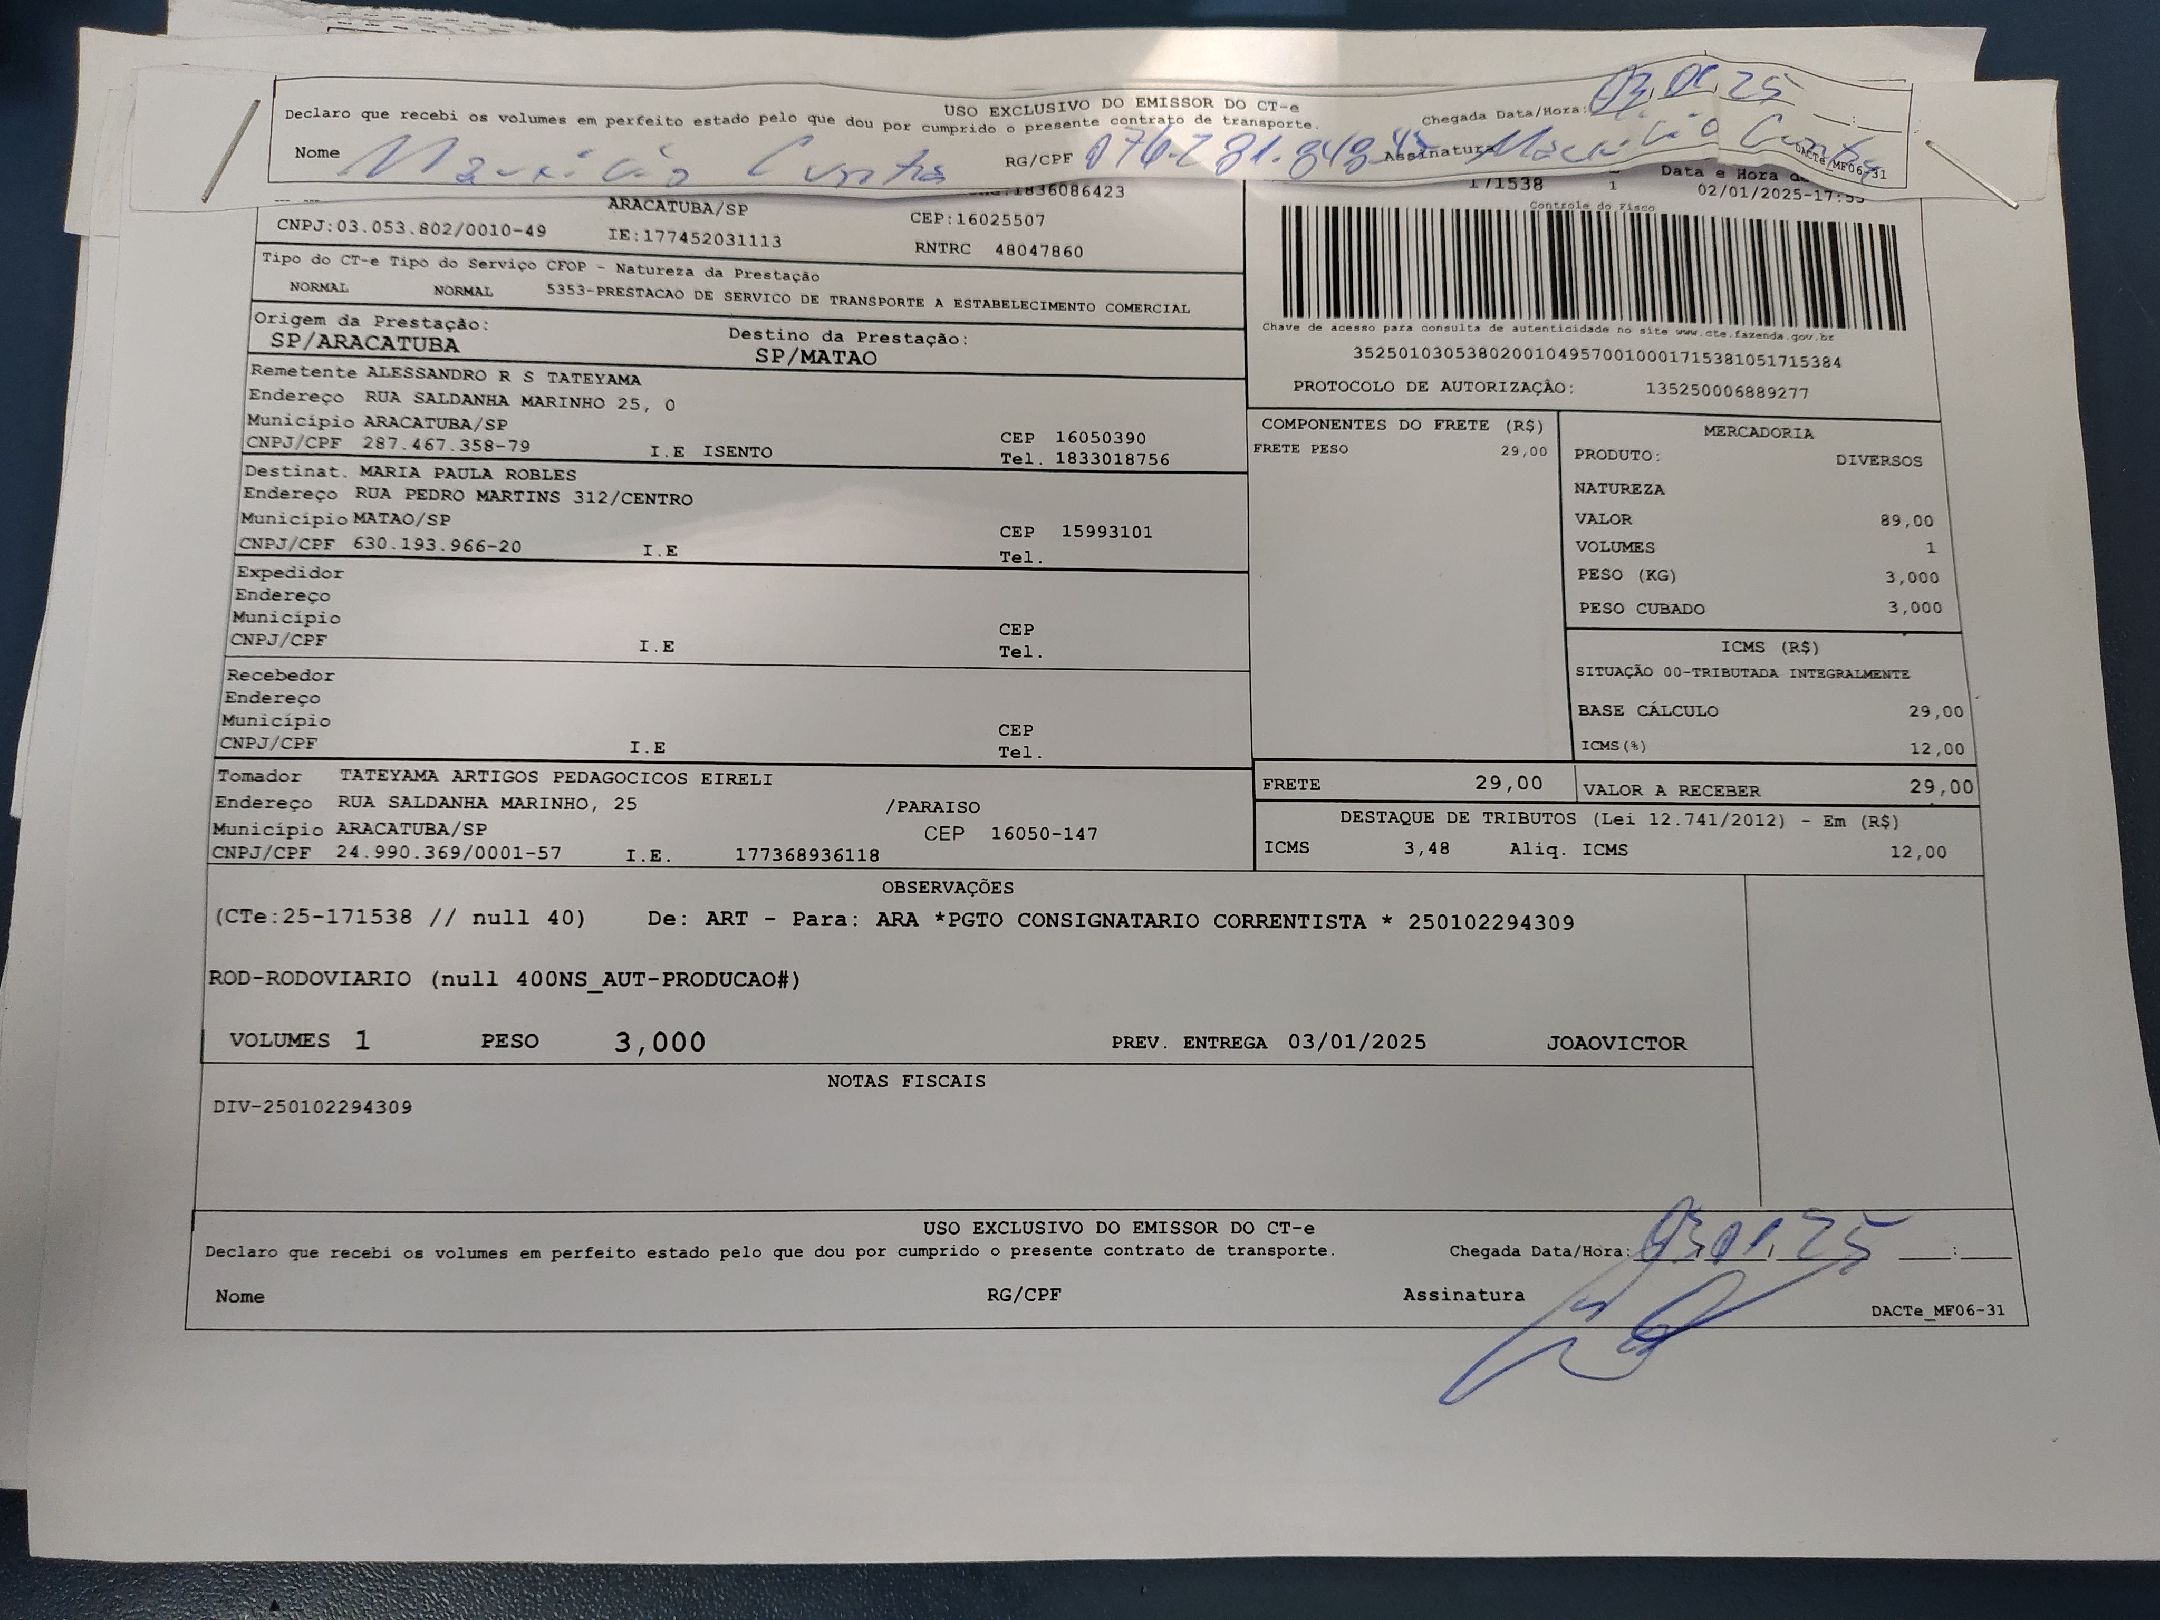 USO EXCLUSIVO DO EMISSOR DO CT-e
Declaro que recebi os volumes em perfeito estado pelo que dou por cumprido o presente contrato de transporte.
Chegada Data/Hora: 03.01.25
Nome Maurício Cunha RG/CPF Assinatura Maurício Cunha
DACTe_MF06-31
1836086423
ARACATUBA/SP CEP:16025507
CNPJ:03.053.802/0010-49 IE:177452031113 RNTRC 48047860
171538 1 Data e Hora
02/01/2025-17:55
Controle do Fisco
Tipo do CT-e Tipo do Serviço CFOP - Natureza da Prestação
NORMAL NORMAL 5353-PRESTACAO DE SERVICO DE TRANSPORTE A ESTABELECIMENTO COMERCIAL
Chave de acesso para consulta de autenticidade no site www.cte.fazenda.gov.br
35250103053802001049570010001715381051715384
PROTOCOLO DE AUTORIZAÇÃO: 135250006889277
Origem da Prestação: Destino da Prestação:
SP/ARACATUBA SP/MATAO
Remetente ALESSANDRO R S TATEYAMA
Endereço RUA SALDANHA MARINHO 25, 0
Município ARACATUBA/SP CEP 16050390
CNPJ/CPF 287.467.358-79 I.E ISENTO Tel. 1833018756
Destinat. MARIA PAULA ROBLES
Endereço RUA PEDRO MARTINS 312/CENTRO
Município MATAO/SP CEP 15993101
CNPJ/CPF 630.193.966-20 I.E Tel.
Expedidor
Endereço
Município CEP
CNPJ/CPF I.E Tel.
Recebedor
Endereço
Município CEP
CNPJ/CPF I.E Tel.
Tomador TATEYAMA ARTIGOS PEDAGOCICOS EIRELI
Endereço RUA SALDANHA MARINHO, 25 /PARAISO
Município ARACATUBA/SP CEP 16050-147
CNPJ/CPF 24.990.369/0001-57 I.E. 177368936118
COMPONENTES DO FRETE (R$)
FRETE PESO 29,00
MERCADORIA
PRODUTO: DIVERSOS
NATUREZA
VALOR 89,00
VOLUMES 1
PESO (KG) 3,000
PESO CUBADO 3,000
ICMS (R$)
SITUAÇÃO 00-TRIBUTADA INTEGRALMENTE
BASE CÁLCULO 29,00
ICMS(%) 12,00
FRETE 29,00 VALOR A RECEBER 29,00
DESTAQUE DE TRIBUTOS (Lei 12.741/2012) - Em (R$)
ICMS 3,48 Aliq. ICMS 12,00
OBSERVAÇÕES
(CTe:25-171538 // null 40) De: ART - Para: ARA *PGTO CONSIGNATARIO CORRENTISTA * 250102294309
ROD-RODOVIARIO (null 400NS_AUT-PRODUCAO#)
VOLUMES 1 PESO 3,000 PREV. ENTREGA 03/01/2025 JOAOVICTOR
NOTAS FISCAIS
DIV-250102294309
USO EXCLUSIVO DO EMISSOR DO CT-e
Declaro que recebi os volumes em perfeito estado pelo que dou por cumprido o presente contrato de transporte.
Chegada Data/Hora: 03.01.25 ___:___
Nome RG/CPF Assinatura
DACTe_MF06-31